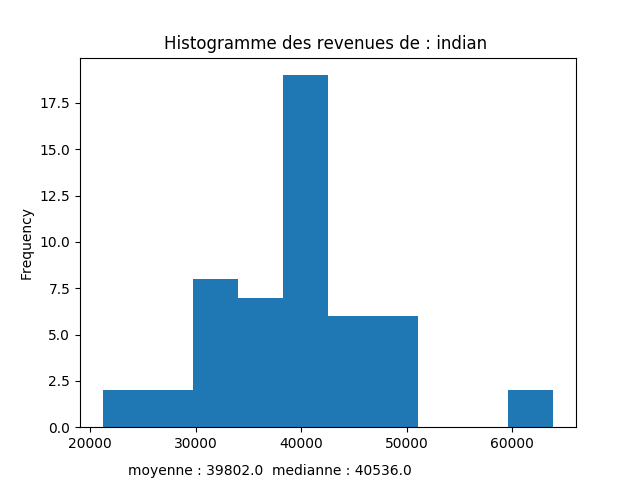 Histogramme des revenues de : indian
Frequency
17.5
15.0
12.5
10.0
7.5
5.0
2.5
0.0
20000 30000 40000 50000 60000
moyenne : 39802.0 medianne : 40536.0